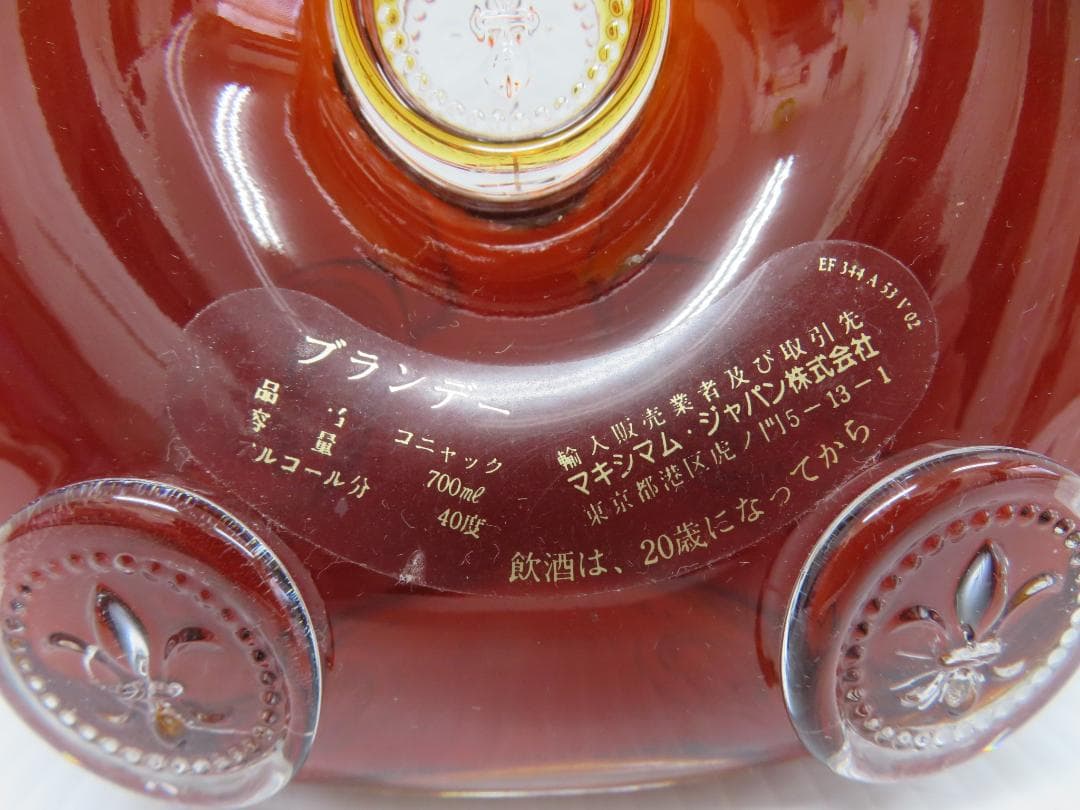 ブランデー
品 名 コニャック
容 量 700㎖
アルコール分 40度
輸入販売業者及び取引先
マキシマム・ジャパン株式会社
東京都港区虎ノ門5-13-1
飲酒は、20歳になってから
EF 344 A 53 1' 02